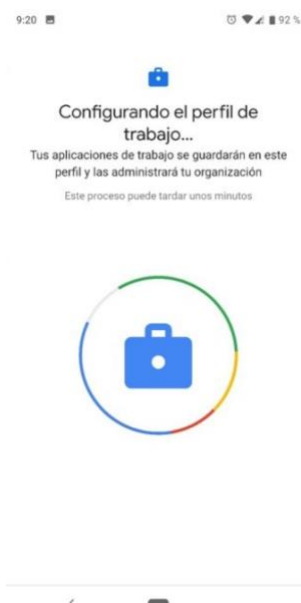 9:20 92 %
Configurando el perfil de
trabajo...
Tus aplicaciones de trabajo se guardarán en este
perfil y las administrará tu organización
Este proceso puede tardar unos minutos